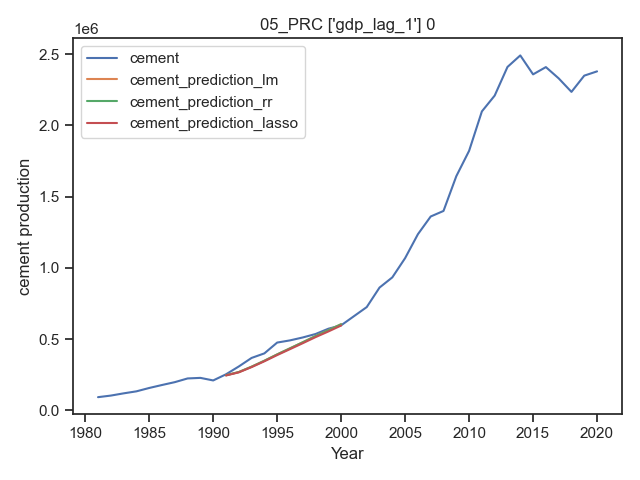 05_PRC ['gdp_lag_1'] 0
1e6
cement
cement_prediction_lm
cement_prediction_rr
cement_prediction_lasso
2.5
2.0
1.5
1.0
0.5
0.0
cement production
1980 1985 1990 1995 2000 2005 2010 2015 2020
Year